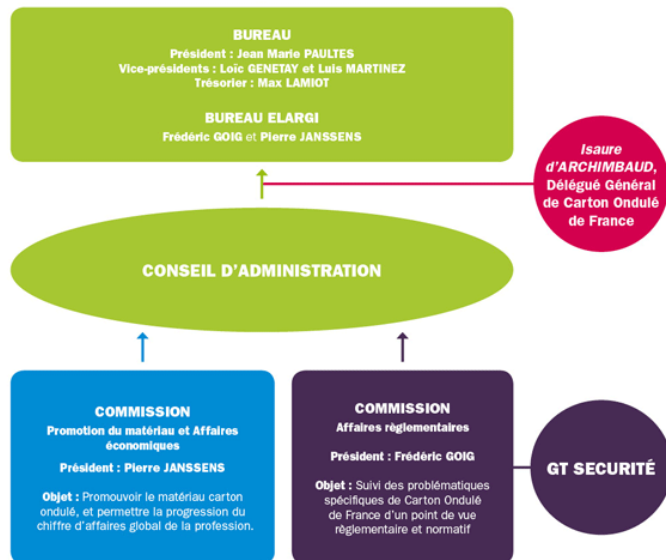 BUREAU
Président : Jean Marie PAULTES
Vice-présidents : Loïc GENETAY et Luis MARTINEZ
Trésorier : Max LAMIOT
BUREAU ELARGI
Frédéric GOIG et Pierre JANSSENS
Isaure
d'ARCHIMBAUD,
Délégué Général
de Carton Ondulé
de France
CONSEIL D'ADMINISTRATION
COMMISSION
Promotion du matériau et Affaires
économiques
Président : Pierre JANSSENS
Objet : Promouvoir le matériau carton
ondulé, et permettre la progression du
chiffre d'affaires global de la profession.
COMMISSION
Affaires règlementaires
Président : Frédéric GOIG
Objet : Suivi des problématiques
spécifiques de Carton Ondulé
de France d'un point de vue
règlementaire et normatif
GT SECURITÉ